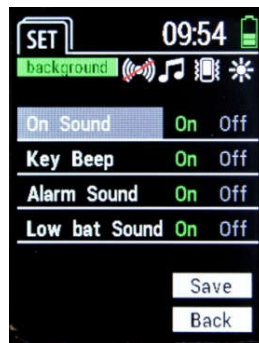 SET 09:54
background
On Sound On Off
Key Beep On Off
Alarm Sound On Off
Low bat Sound On Off
Save
Back